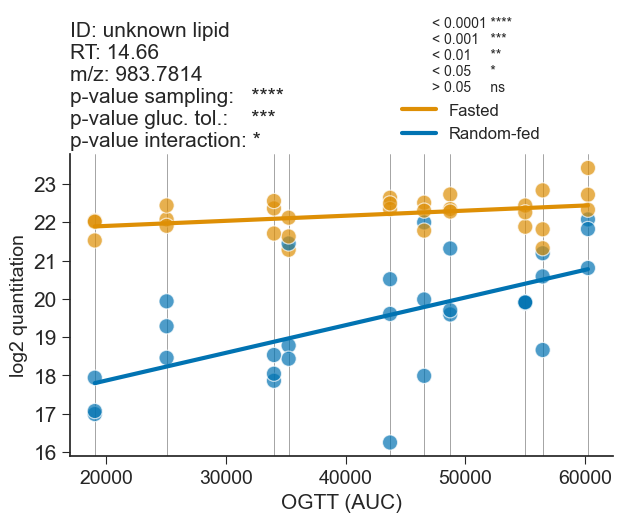 ID: unknown lipid
RT: 14.66
m/z: 983.7814
p-value sampling: ****
p-value gluc. tol.: ***
p-value interaction: *
< 0.0001 ****
< 0.001 ***
< 0.01 **
< 0.05 *
> 0.05 ns
Fasted
Random-fed
log2 quantitation
23
22
21
20
19
18
17
16
20000 30000 40000 50000 60000
OGTT (AUC)